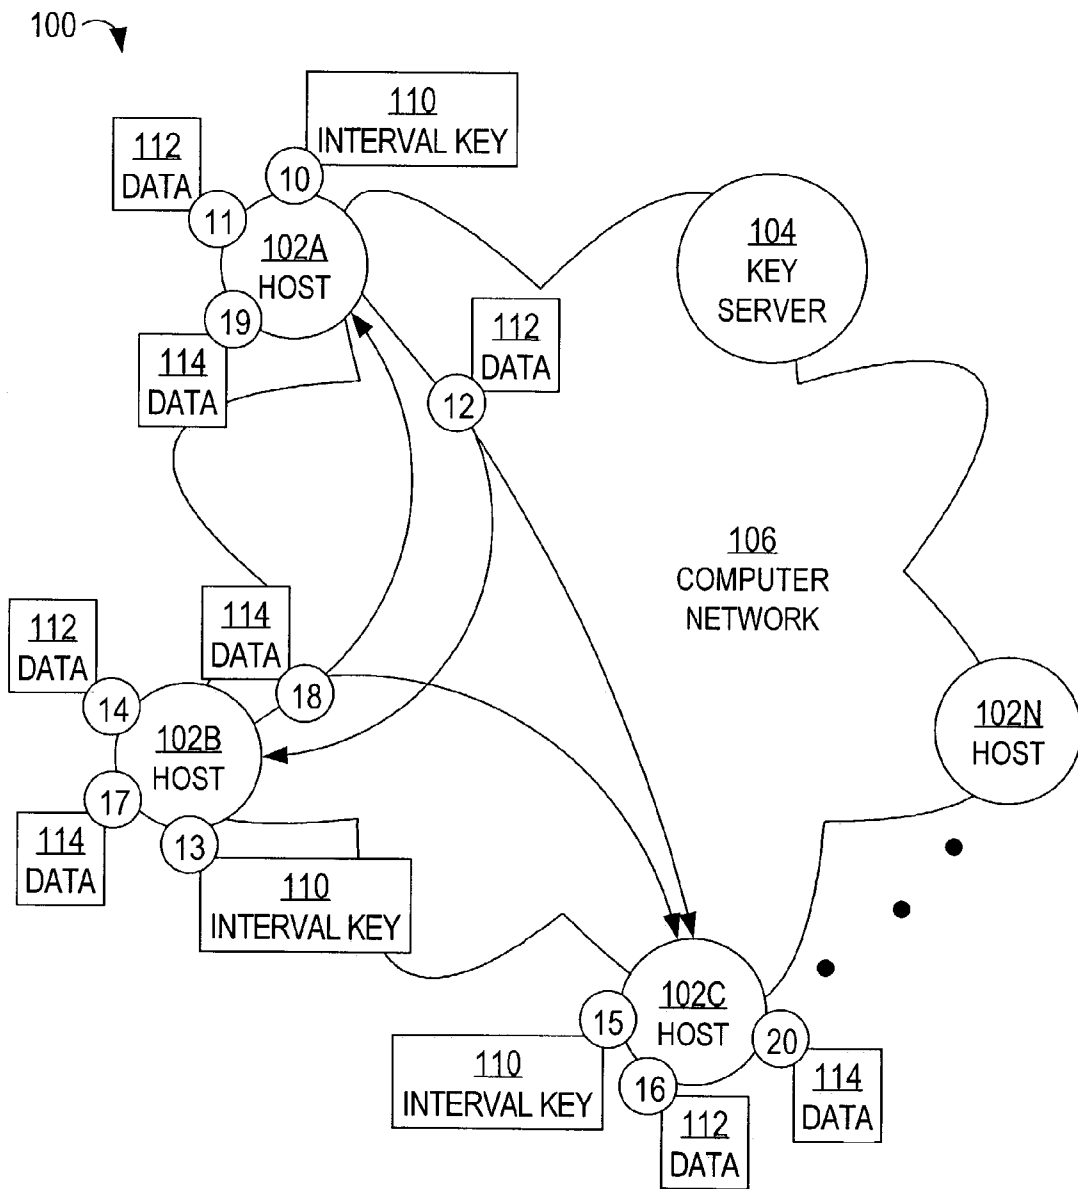 100
110
INTERVAL KEY
112
DATA
10
11
102A
HOST
104
KEY
SERVER
19
112
DATA
114
DATA
12
106
COMPUTER
NETWORK
114
DATA
112
DATA
18
14
102N
HOST
102B
HOST
17
114
DATA
13
110
INTERVAL KEY
102C
HOST
15
20
110
INTERVAL KEY
16
114
DATA
112
DATA